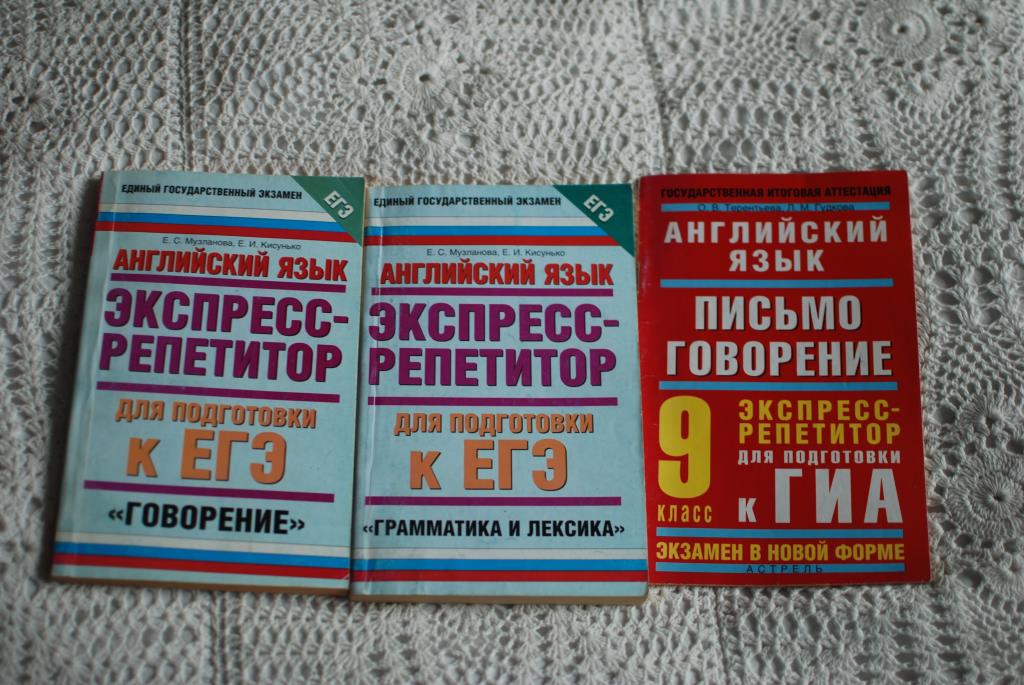 ЕДИНЫЙ ГОСУДАРСТВЕННЫЙ ЭКЗАМЕН
ЕГЭ
Е. С. Музланова, Е. И. Кисунько
АНГЛИЙСКИЙ ЯЗЫК
ЭКСПРЕСС-
РЕПЕТИТОР
для подготовки
к ЕГЭ
«ГОВОРЕНИЕ»
ЕДИНЫЙ ГОСУДАРСТВЕННЫЙ ЭКЗАМЕН
ЕГЭ
Е. С. Музланова, Е. И. Кисунько
АНГЛИЙСКИЙ ЯЗЫК
ЭКСПРЕСС-
РЕПЕТИТОР
для подготовки
к ЕГЭ
«ГРАММАТИКА И ЛЕКСИКА»
ГОСУДАРСТВЕННАЯ ИТОГОВАЯ АТТЕСТАЦИЯ
О. В. Терентьева, Л. М. Гудкова
АНГЛИЙСКИЙ
ЯЗЫК
ПИСЬМО
ГОВОРЕНИЕ
9
КЛАСС
ЭКСПРЕСС-
РЕПЕТИТОР
для подготовки
к ГИА
ЭКЗАМЕН В НОВОЙ ФОРМЕ
АСТРЕЛЬ